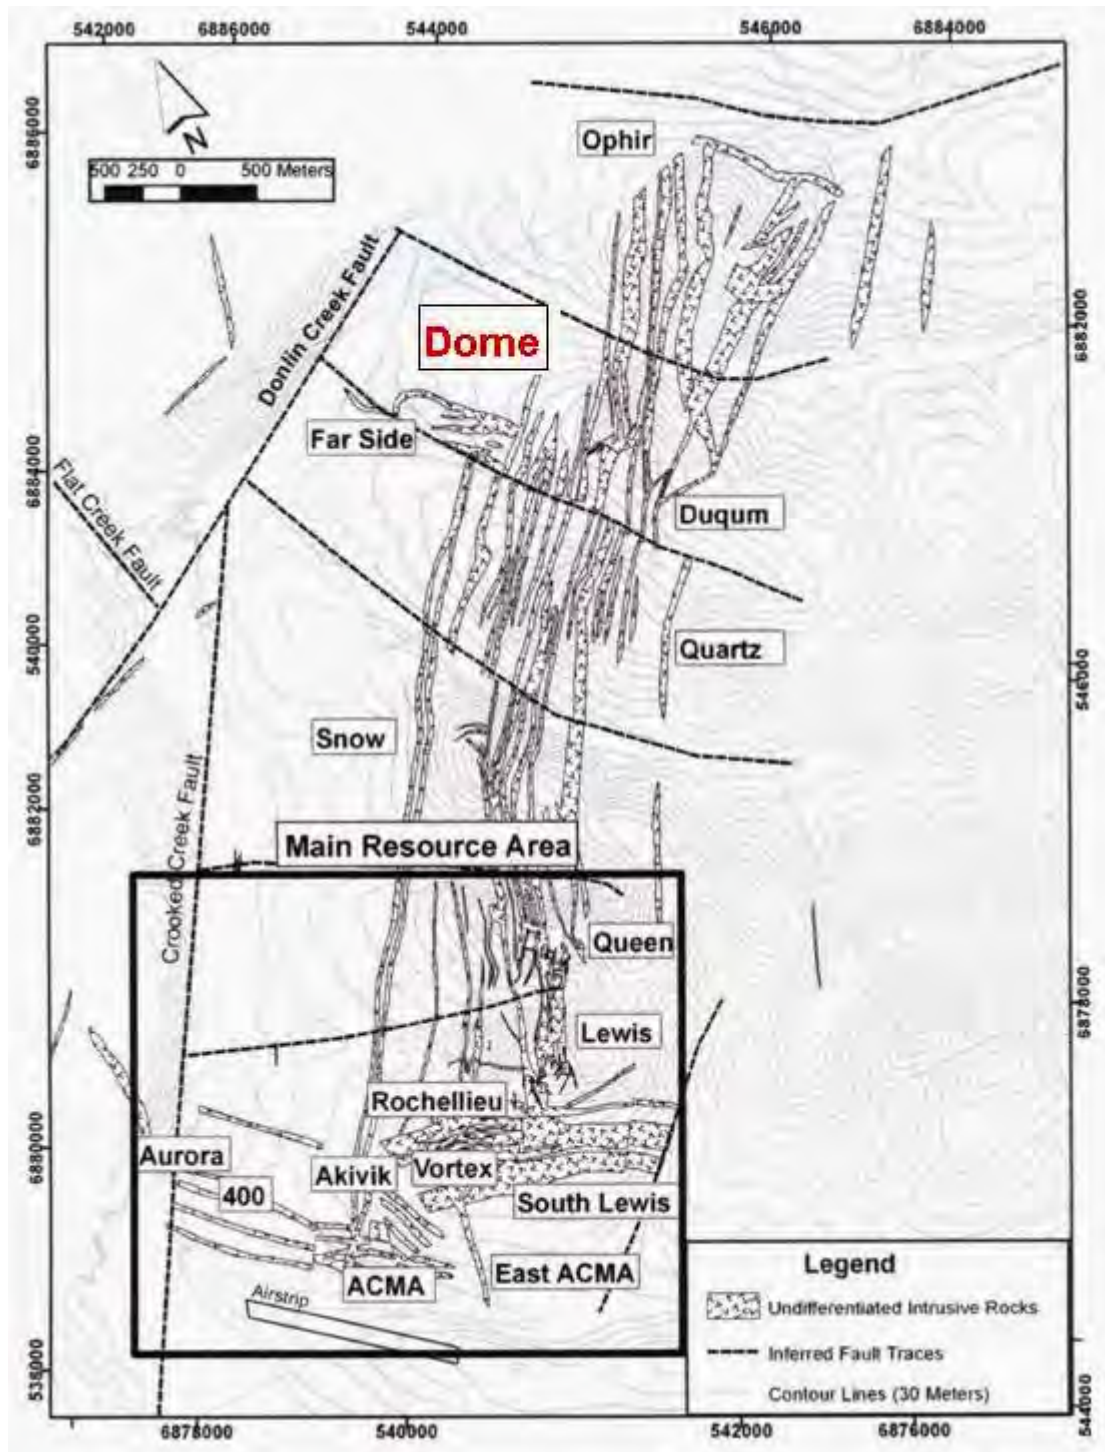 542000
6886000
544000
546000
6884000
6886000
N
500 250 0 500 Meters
Ophir
Donlin Creek Fault
Dome
6882000
Far Side
6884000
Flat Creek Fault
Duqum
540000
Quartz
546000
Snow
Crooked Creek Fault
6882000
Main Resource Area
Queen
6878000
Lewis
Rochellieu
6880000
Aurora
Akivik
Vortex
400
South Lewis
East ACMA
ACMA
Airstrip
Legend
Undifferentiated Intrusive Rocks
Inferred Fault Traces
Contour Lines (30 Meters)
538000
544000
6878000
540000
542000
6876000